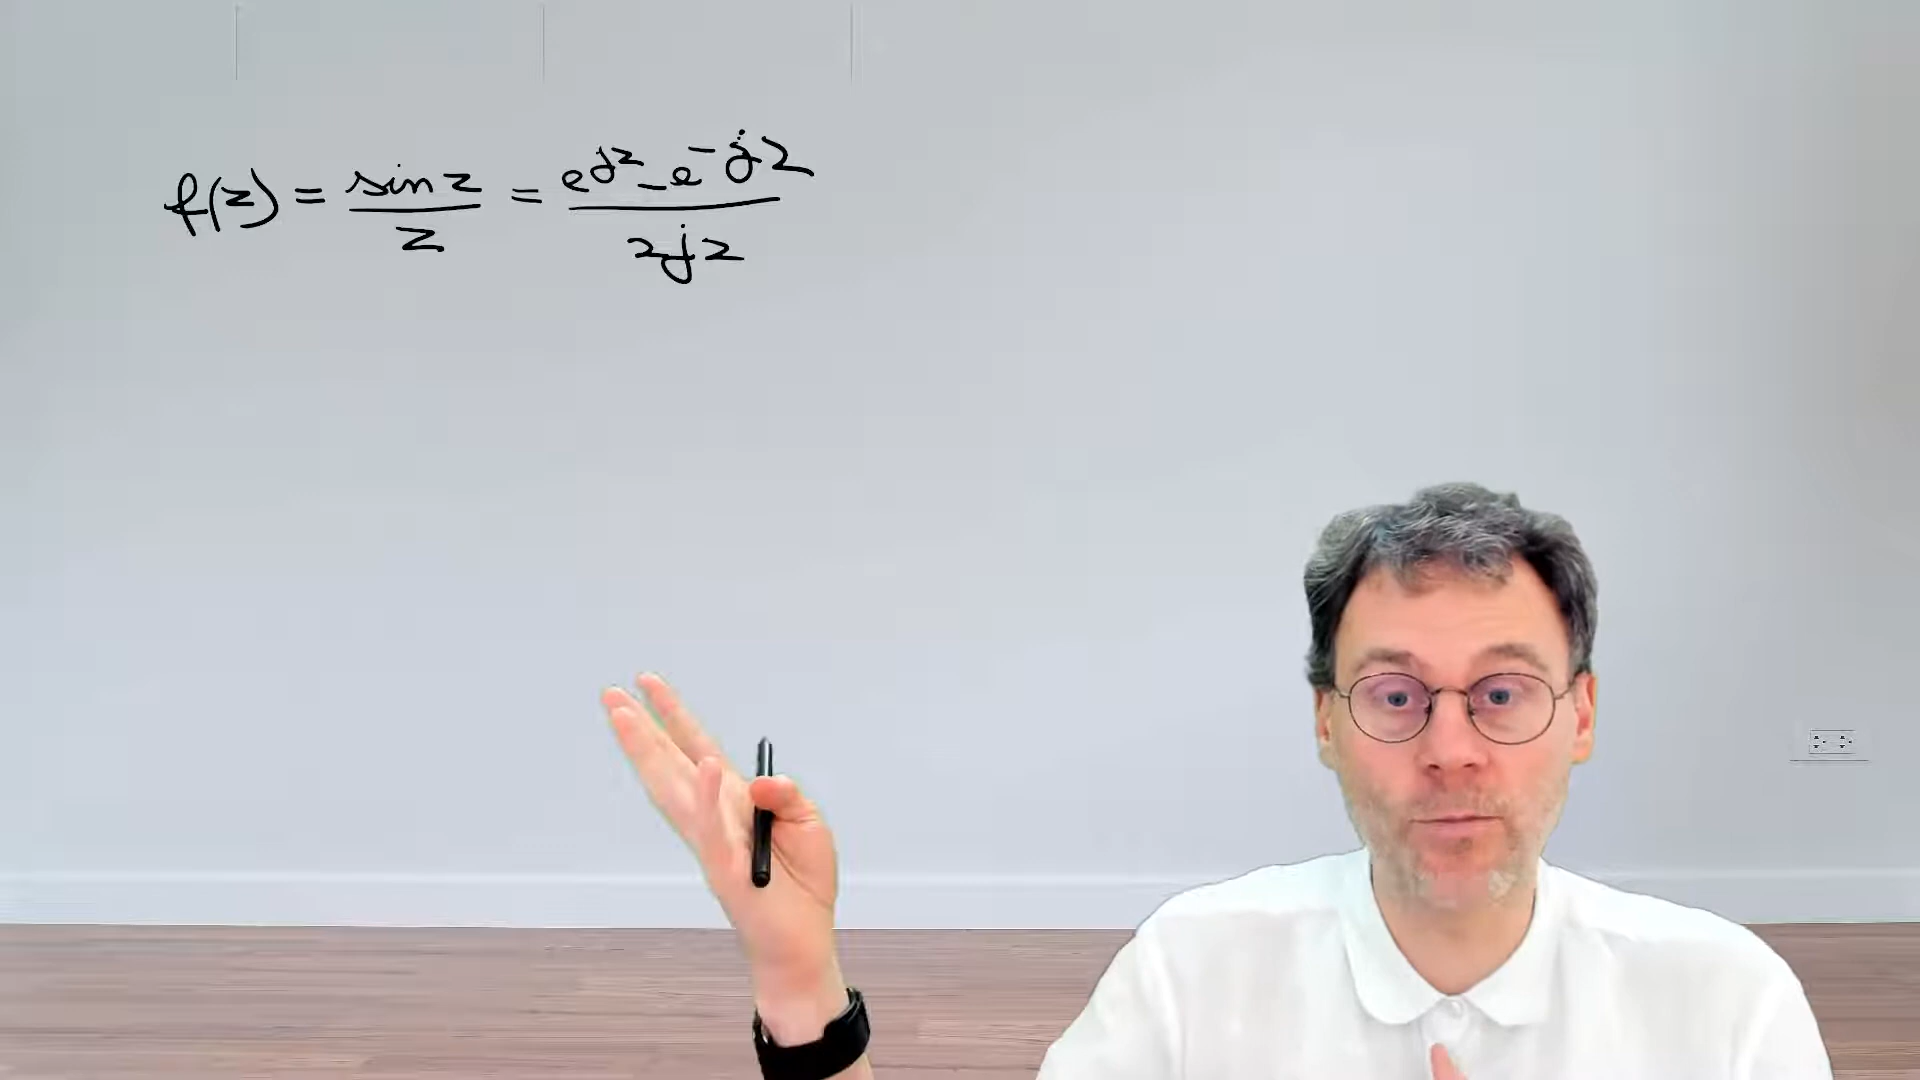 f(z) = sin z / z = e^{jz} - e^{-jz} / 2jz